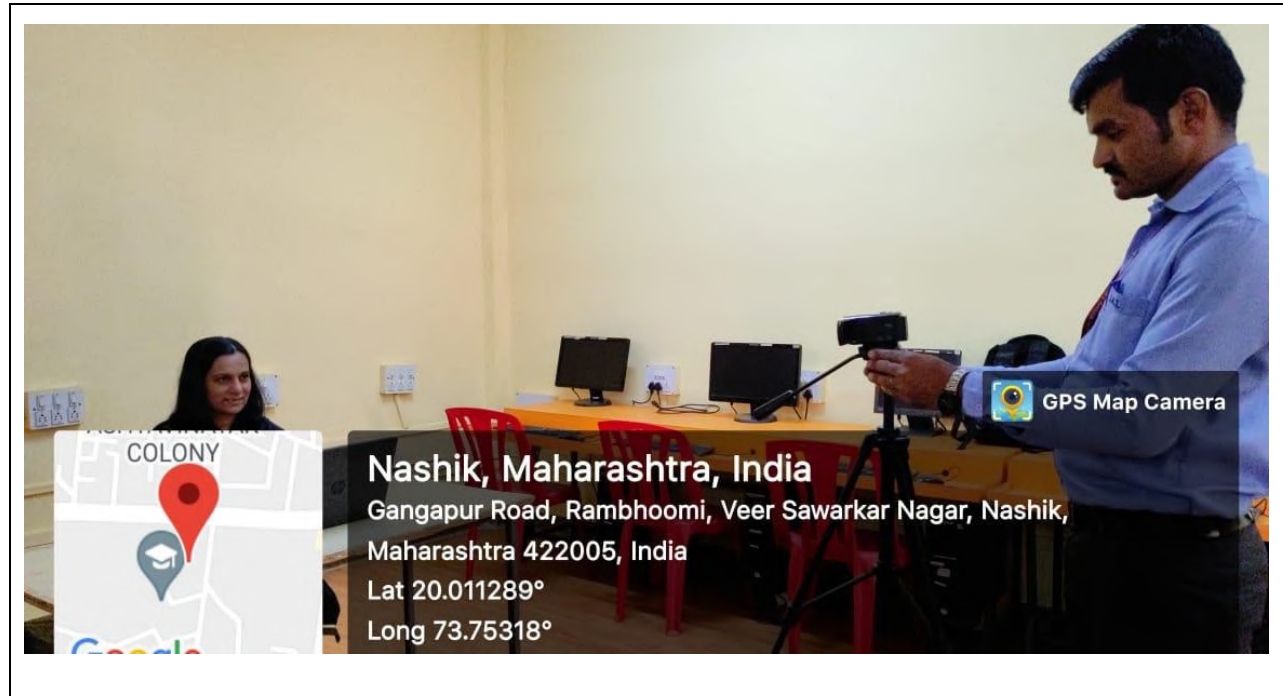 COLONY
Google
GPS Map Camera
Nashik, Maharashtra, India
Gangapur Road, Rambhoomi, Veer Sawarkar Nagar, Nashik,
Maharashtra 422005, India
Lat 20.011289°
Long 73.75318°